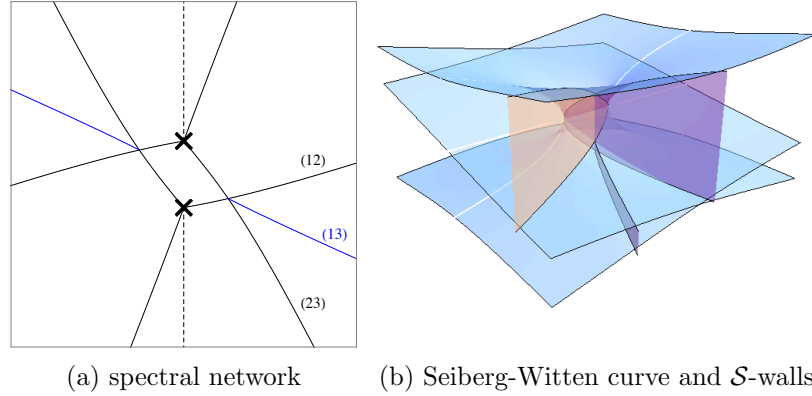 (12)
(13)
(23)
(a) spectral network
(b) Seiberg-Witten curve and S-walls